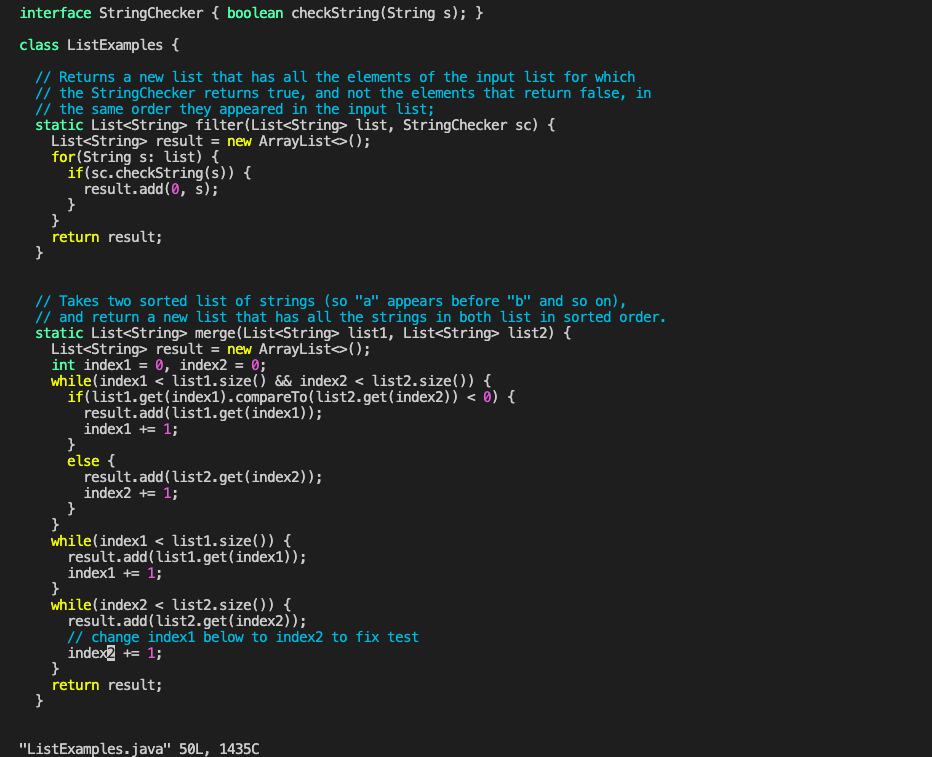 interface StringChecker { boolean checkString(String s); }

class ListExamples {

  // Returns a new list that has all the elements of the input list for which
  // the StringChecker returns true, and not the elements that return false, in
  // the same order they appeared in the input list;
  static List<String> filter(List<String> list, StringChecker sc) {
    List<String> result = new ArrayList<>();
    for(String s: list) {
      if(sc.checkString(s)) {
        result.add(0, s);
      }
    }
    return result;
  }


  // Takes two sorted list of strings (so "a" appears before "b" and so on),
  // and return a new list that has all the strings in both list in sorted order.
  static List<String> merge(List<String> list1, List<String> list2) {
    List<String> result = new ArrayList<>();
    int index1 = 0, index2 = 0;
    while(index1 < list1.size() && index2 < list2.size()) {
      if(list1.get(index1).compareTo(list2.get(index2)) < 0) {
        result.add(list1.get(index1));
        index1 += 1;
      }
      else {
        result.add(list2.get(index2));
        index2 += 1;
      }
    }
    while(index1 < list1.size()) {
      result.add(list1.get(index1));
      index1 += 1;
    }
    while(index2 < list2.size()) {
      result.add(list2.get(index2));
      // change index1 below to index2 to fix test
      index2 += 1;
    }
    return result;
  }


"ListExamples.java" 50L, 1435C